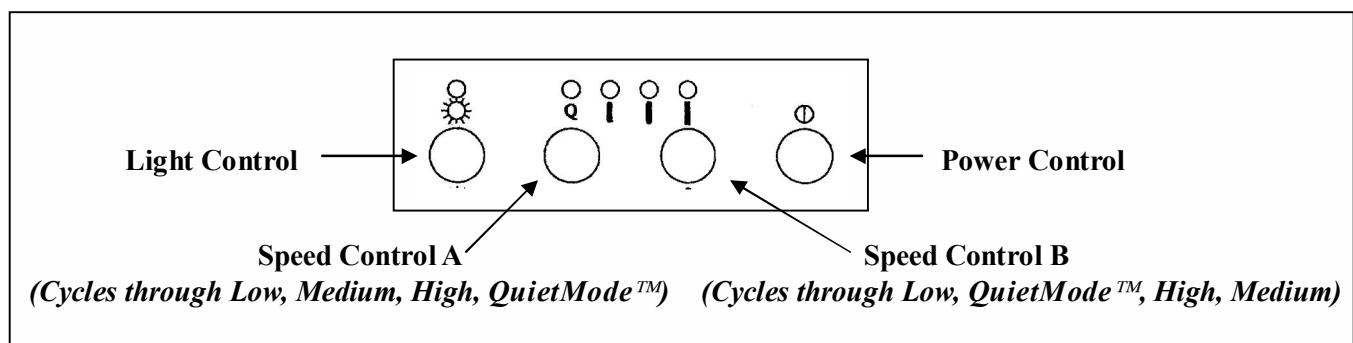 Q
Light Control
Power Control
Speed Control A
(Cycles through Low, Medium, High, QuietMode™)
Speed Control B
(Cycles through Low, QuietMode™, High, Medium)